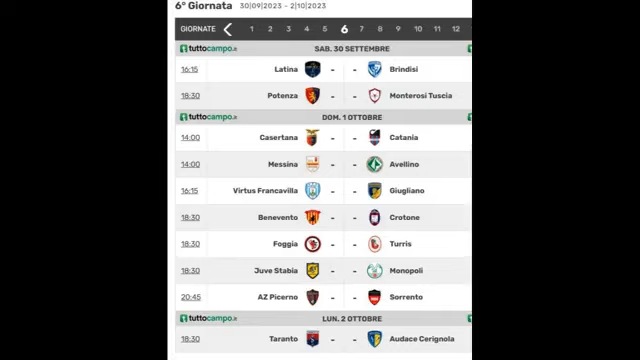 6° Giornata 30|09|2023 - 2|10|2023
GIORNATE 1 2 3 4 5 6 7 8 9 10 11 12
tuttocampo.it SAB. 30 SETTEMBRE
16:15 Latina - - Brindisi
18:30 Potenza - - Monterosi Tuscia
tuttocampo.it DOM. 1 OTTOBRE
14:00 Casertana - - Catania
14:00 Messina - - Avellino
16:15 Virtus Francavilla - - Giugliano
18:30 Benevento - - Crotone
18:30 Foggia - - Turris
18:30 Juve Stabia - - Monopoli
20:45 AZ Picerno - - Sorrento
tuttocampo.it LUN. 2 OTTOBRE
18:30 Taranto - - Audace Cerignola